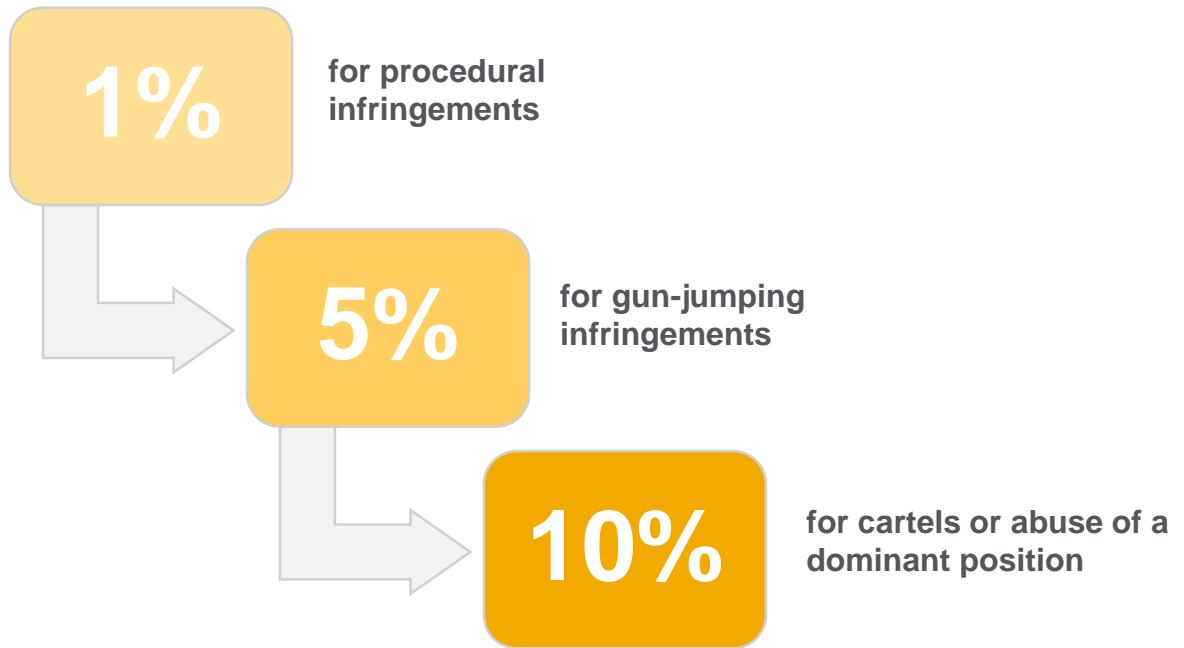 1%
for procedural
infringements
5%
for gun-jumping
infringements
10%
for cartels or abuse of a
dominant position